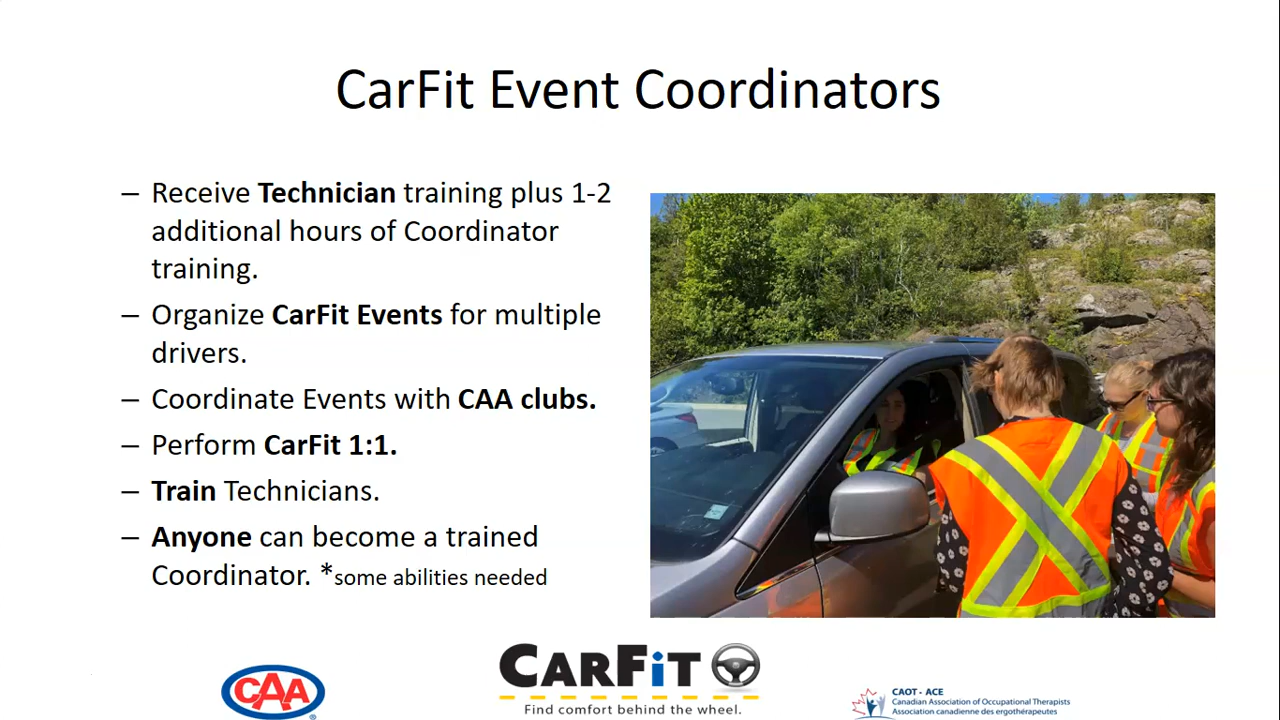 CarFit Event Coordinators
– Receive Technician training plus 1-2
additional hours of Coordinator
training.
– Organize CarFit Events for multiple
drivers.
– Coordinate Events with CAA clubs.
– Perform CarFit 1:1.
– Train Technicians.
– Anyone can become a trained
Coordinator. *some abilities needed
CAA
CARFiT
Find comfort behind the wheel.
CAOT · ACE
Canadian Association of Occupational Therapists
Association canadienne des ergothérapeutes